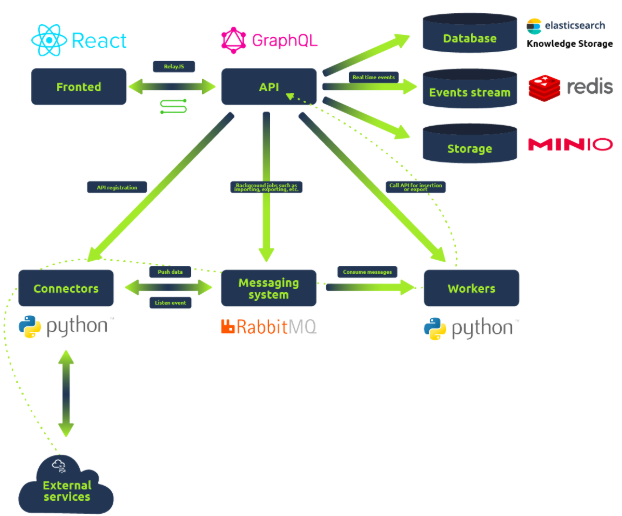 React
GraphQL
Database
elasticsearch
Knowledge Storage
Fronted
RelayJS
API
Real time events
Events stream
redis
Storage
MINIO
API registration
Background jobs such as
importing, exporting, etc.
Call API for insertion
or export
Connectors
Push data
Listen event
Messaging
system
Consume messages
Workers
python
RabbitMQ
python
External
services